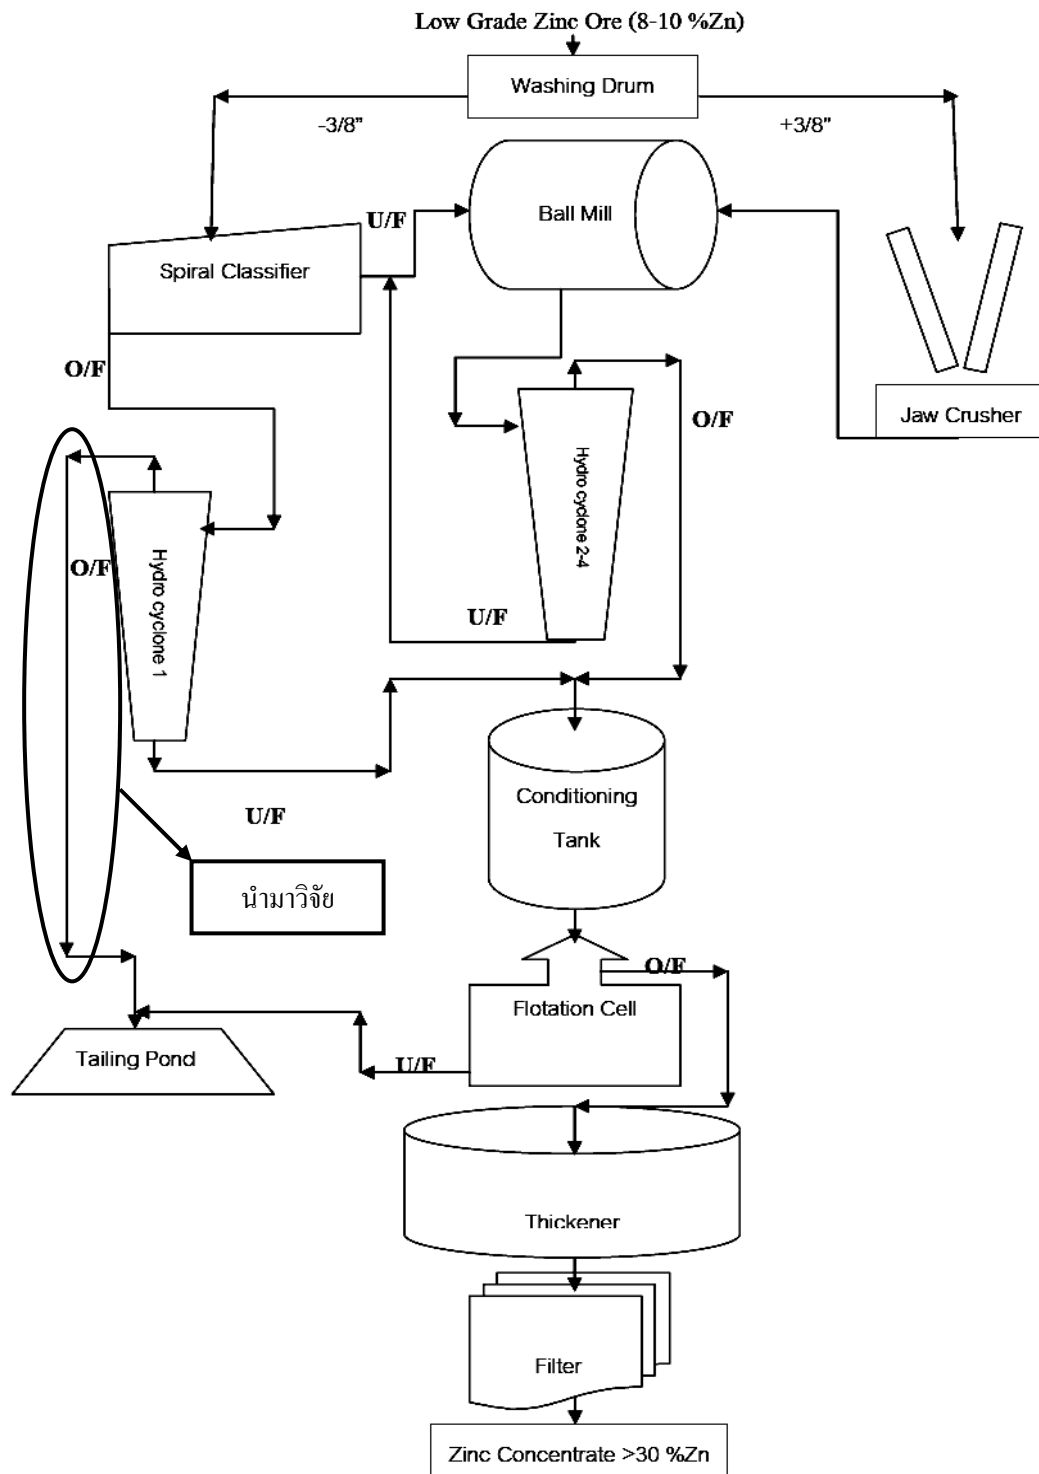 Low Grade Zinc Ore (8-10 %Zn)
Washing Drum
-3/8"
+3/8"
U/F
Ball Mill
Spiral Classifier
O/F
O/F
Jaw Crusher
Hydro cyclone 2-4
O/F
Hydro cyclone 1
U/F
Conditioning
Tank
U/F
นำมาวิจัย
O/F
Flotation Cell
Tailing Pond
U/F
Thickener
Filter
Zinc Concentrate >30 %Zn